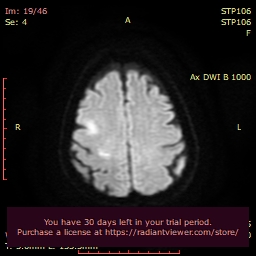 Im: 19/46
STP106
Se: 4
STP106
F
A
Ax DWI B 1000
R
L
You have 30 days left in your trial period.
Purchase a license at https://radiantviewer.com/store/